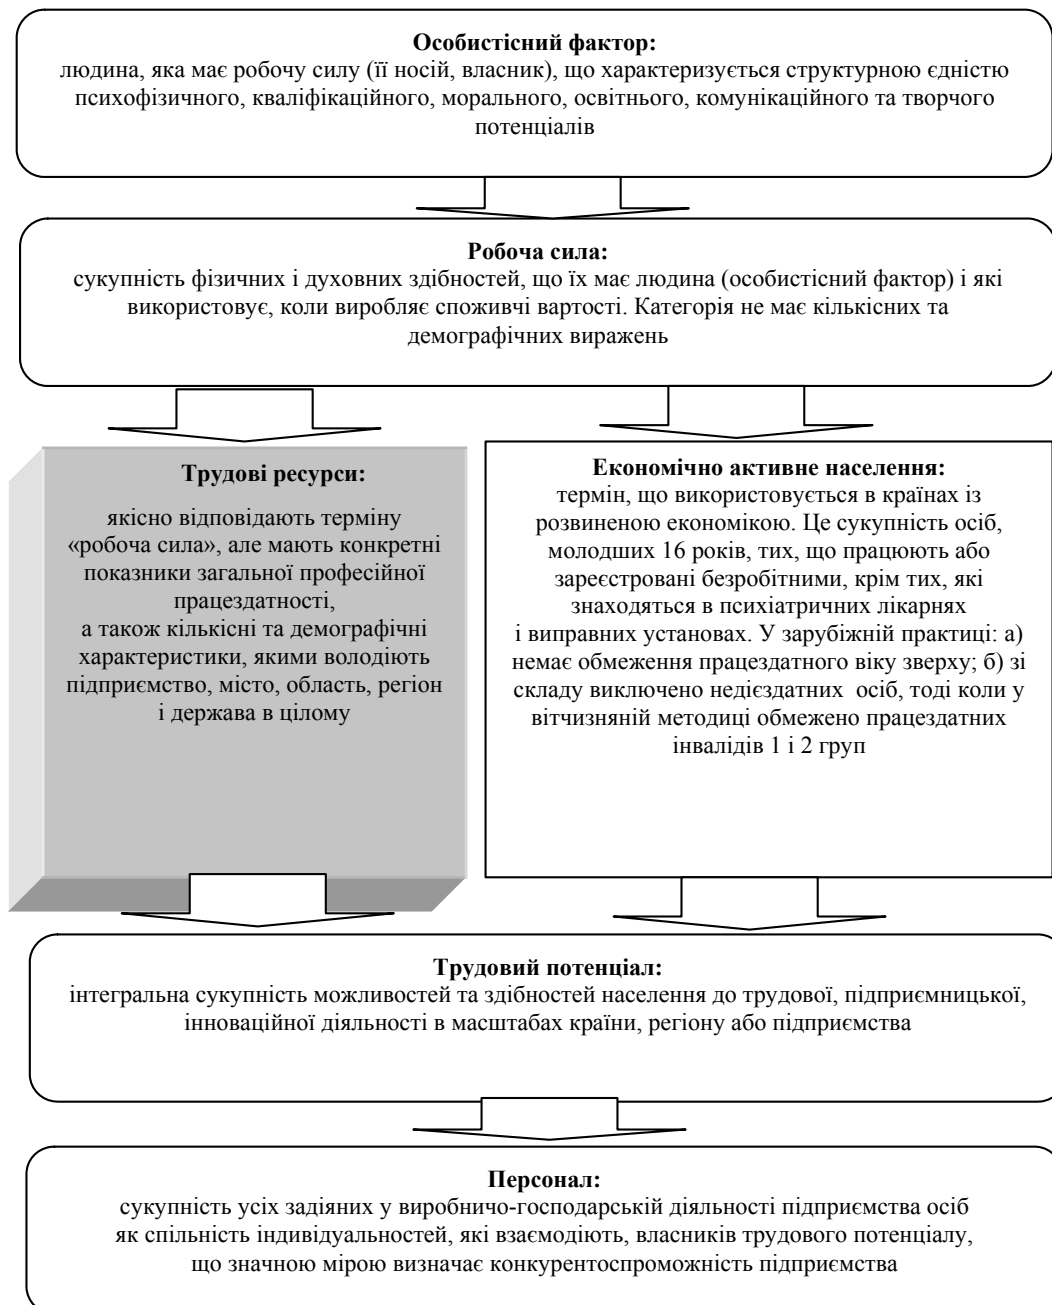 Особистісний фактор:
людина, яка має робочу силу (її носій, власник), що характеризується структурною єдністю
психофізичного, кваліфікаційного, морального, освітнього, комунікаційного та творчого
потенціалів
Робоча сила:
сукупність фізичних і духовних здібностей, що їх має людина (особистісний фактор) і які
використовує, коли виробляє споживчі вартості. Категорія не має кількісних та
демографічних виражень
Трудові ресурси:
якісно відповідають терміну
«робоча сила», але мають конкретні
показники загальної професійної
працездатності,
а також кількісні та демографічні
характеристики, якими володіють
підприємство, місто, область, регіон
і держава в цілому
Економічно активне населення:
термін, що використовується в країнах із
розвиненою економікою. Це сукупність осіб,
молодших 16 років, тих, що працюють або
зареєстровані безробітними, крім тих, які
знаходяться в психіатричних лікарнях
і виправних установах. У зарубіжній практиці: а)
немає обмеження працездатного віку зверху; б) зі
складу виключено недієздатних осіб, тоді коли у
вітчизняній методиці обмежено працездатних
інвалідів 1 і 2 груп
Трудовий потенціал:
інтегральна сукупність можливостей та здібностей населення до трудової, підприємницької,
інноваційної діяльності в масштабах країни, регіону або підприємства
Персонал:
сукупність усіх задіяних у виробничо-господарській діяльності підприємства осіб
як спільність індивідуальностей, які взаємодіють, власників трудового потенціалу,
що значною мірою визначає конкурентоспроможність підприємства